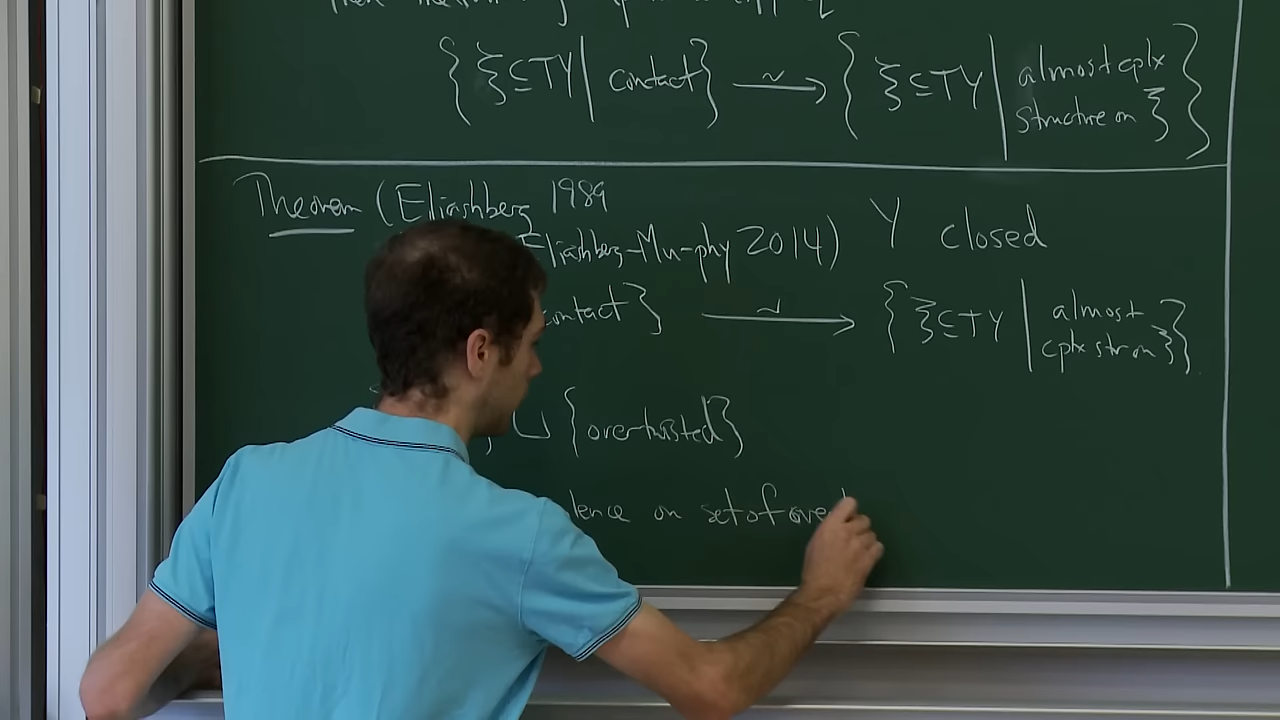 {ξ ⊆ TY | contact} ~→ {ξ ⊆ TY | almost cplx structure on ξ}
Theorem (Eliashberg 1989
Eliashberg-Murphy 2014) Y closed
contact} ~→ {ξ ⊆ TY | almost cplx str on ξ}
⊔ {overtwisted}
lence on set of ove